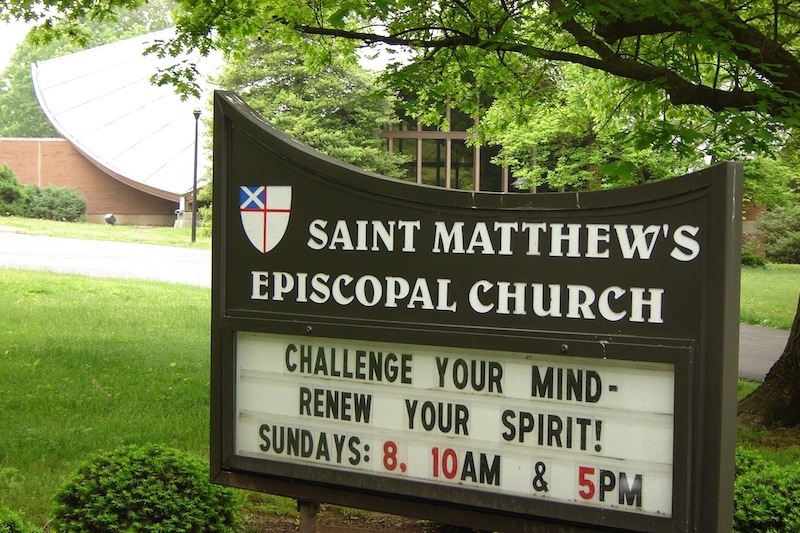 SAINT MATTHEW'S
EPISCOPAL CHURCH
CHALLENGE YOUR MIND-
RENEW YOUR SPIRIT!
SUNDAYS: 8, 10AM & 5PM